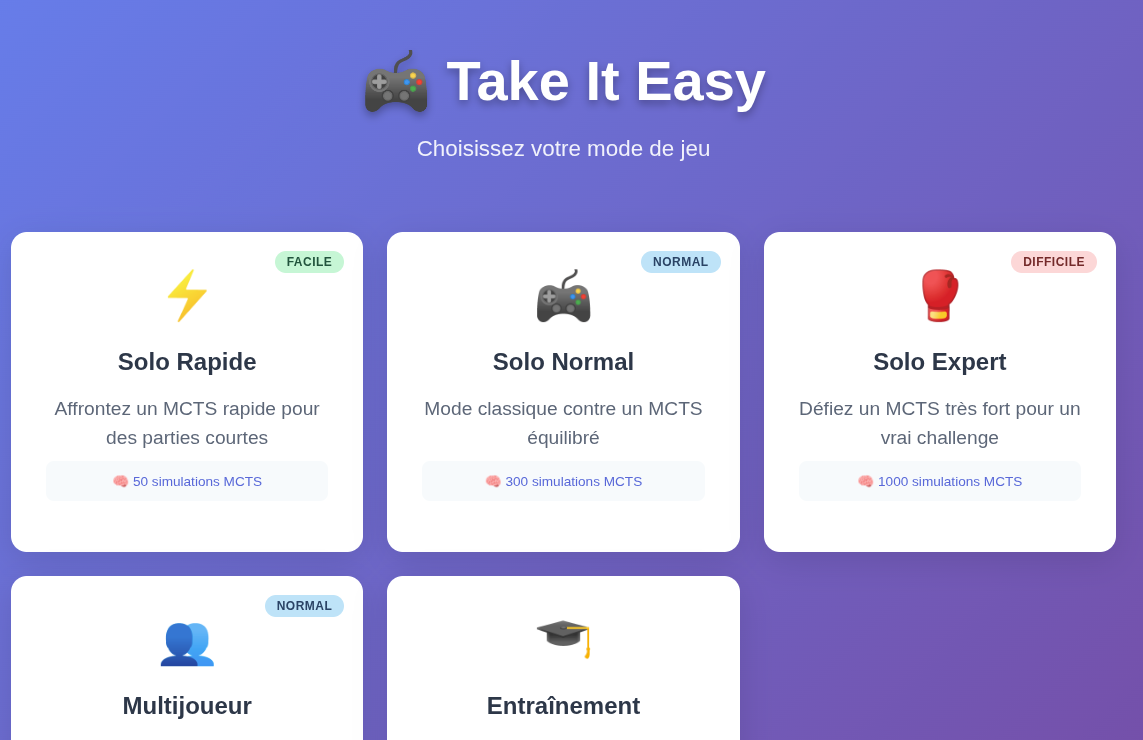 Take It Easy
Choisissez votre mode de jeu
FACILE
Solo Rapide
Affrontez un MCTS rapide pour
des parties courtes
50 simulations MCTS
NORMAL
Solo Normal
Mode classique contre un MCTS
équilibré
300 simulations MCTS
DIFFICILE
Solo Expert
Défiez un MCTS très fort pour un
vrai challenge
1000 simulations MCTS
NORMAL
Multijoueur
Entraînement